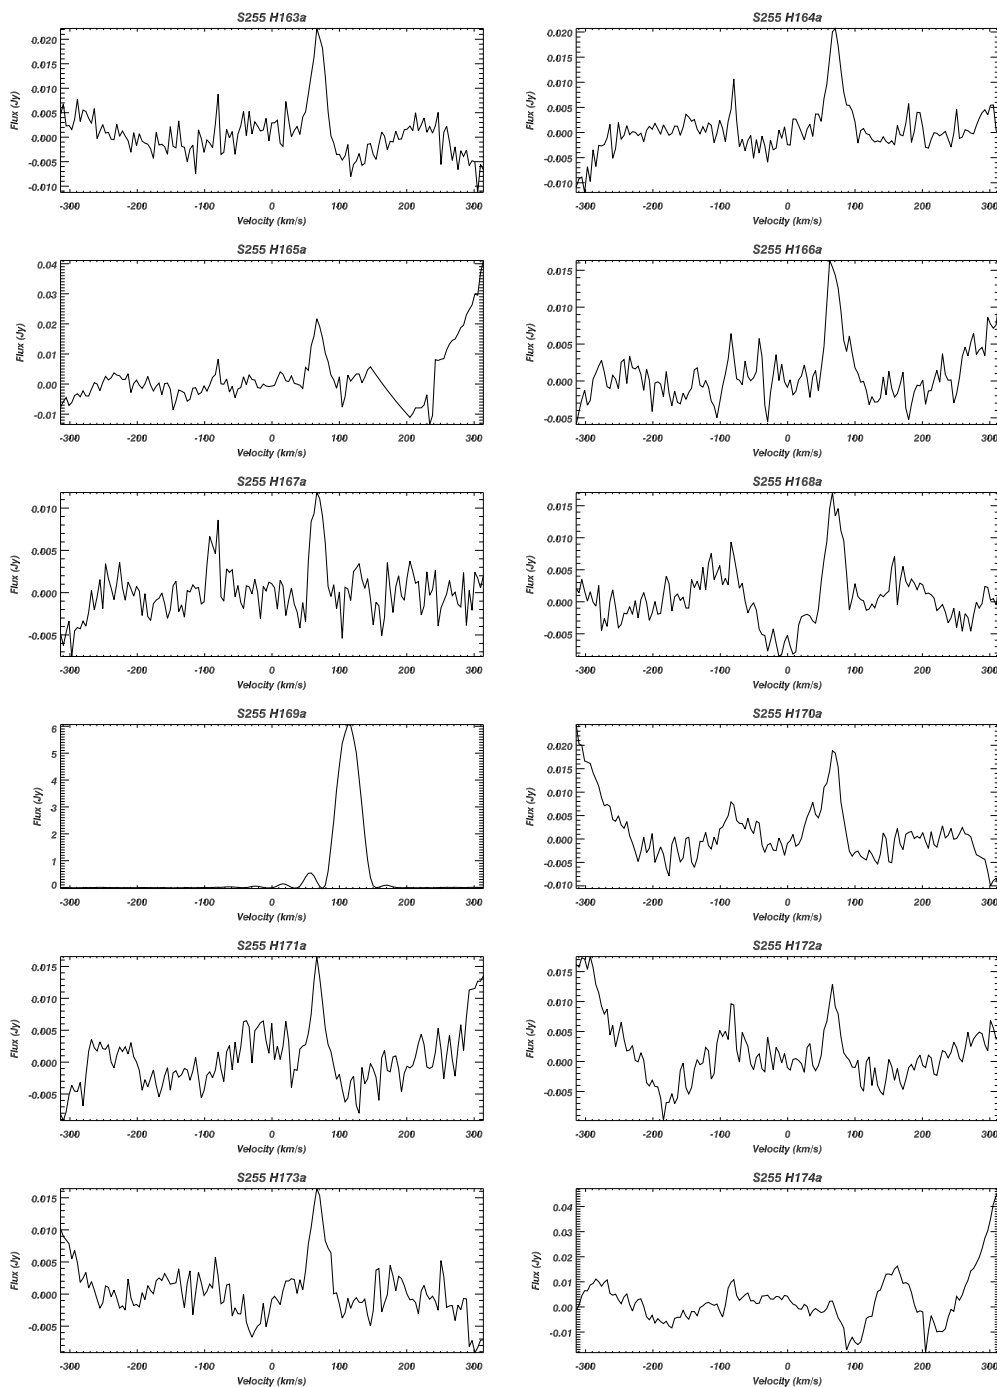 S255 H163a
0.020
0.015
0.010
0.005
0.000
-0.005
-0.010
Flux (Jy)
-300 -200 -100 0 100 200 300
Velocity (km/s)
S255 H164a
0.020
0.015
0.010
0.005
0.000
-0.005
-0.010
Flux (Jy)
-300 -200 -100 0 100 200 300
Velocity (km/s)
S255 H165a
0.04
0.03
0.02
0.01
0.00
-0.01
Flux (Jy)
-300 -200 -100 0 100 200 300
Velocity (km/s)
S255 H166a
0.015
0.010
0.005
0.000
-0.005
Flux (Jy)
-300 -200 -100 0 100 200 300
Velocity (km/s)
S255 H167a
0.010
0.005
0.000
-0.005
Flux (Jy)
-300 -200 -100 0 100 200 300
Velocity (km/s)
S255 H168a
0.015
0.010
0.005
0.000
-0.005
Flux (Jy)
-300 -200 -100 0 100 200 300
Velocity (km/s)
S255 H169a
6
5
4
3
2
1
0
Flux (Jy)
-300 -200 -100 0 100 200 300
Velocity (km/s)
S255 H170a
0.020
0.015
0.010
0.005
0.000
-0.005
-0.010
Flux (Jy)
-300 -200 -100 0 100 200 300
Velocity (km/s)
S255 H171a
0.015
0.010
0.005
0.000
-0.005
Flux (Jy)
-300 -200 -100 0 100 200 300
Velocity (km/s)
S255 H172a
0.015
0.010
0.005
0.000
-0.005
Flux (Jy)
-300 -200 -100 0 100 200 300
Velocity (km/s)
S255 H173a
0.015
0.010
0.005
0.000
-0.005
Flux (Jy)
-300 -200 -100 0 100 200 300
Velocity (km/s)
S255 H174a
0.04
0.03
0.02
0.01
0.00
-0.01
Flux (Jy)
-300 -200 -100 0 100 200 300
Velocity (km/s)